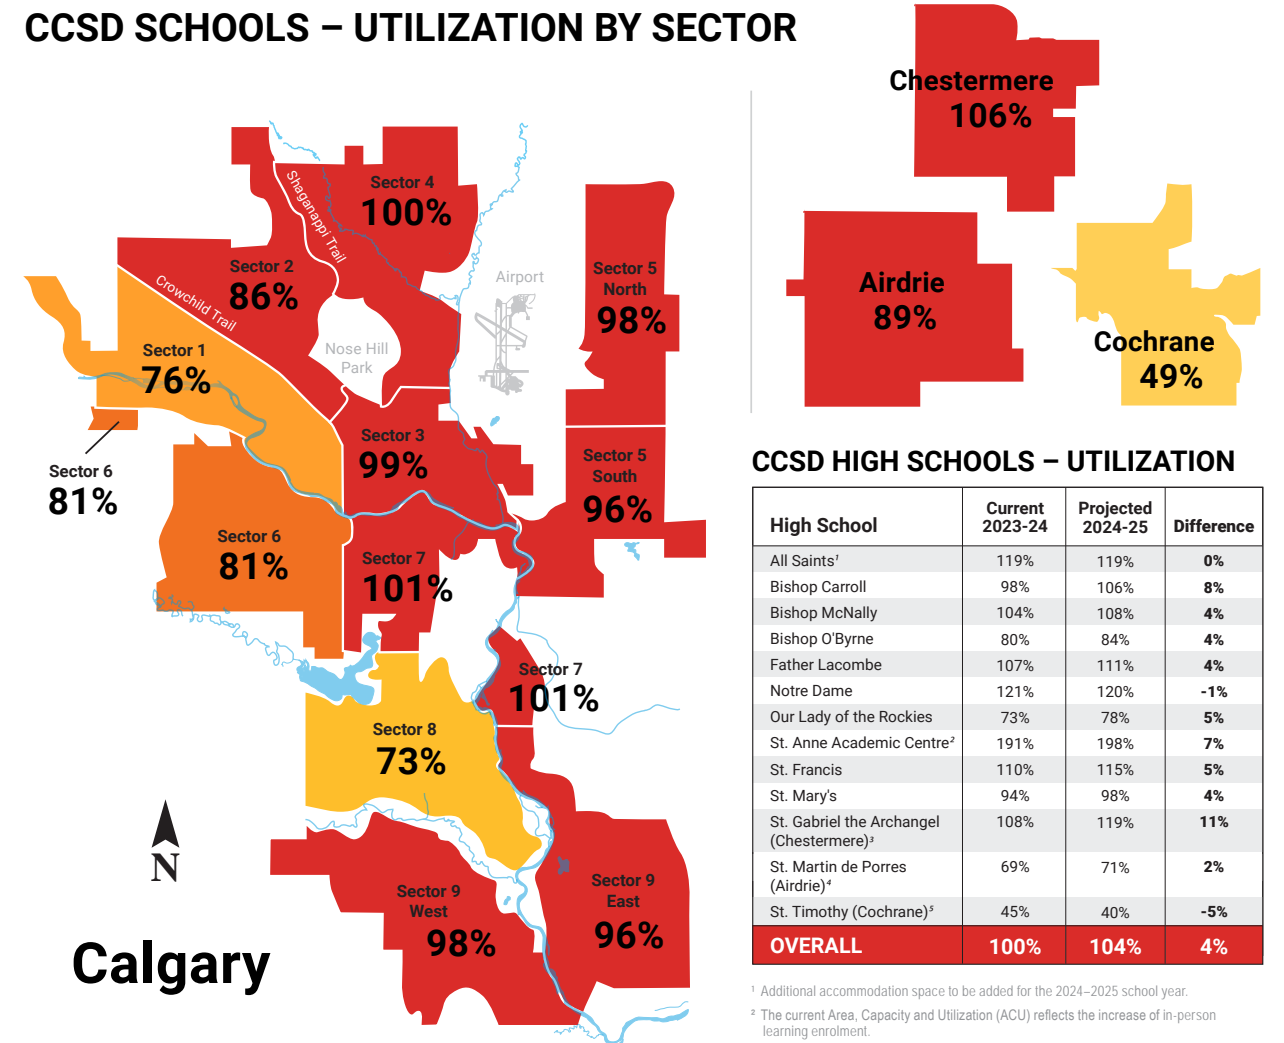 CCSD SCHOOLS – UTILIZATION BY SECTOR
Chestermere
106%
Airdrie
89%
Cochrane
49%
Sector 4
100%
Shaganappi Trail
Sector 2
86%
Crowchild Trail
Nose Hill
Park
Airport
Sector 5
North
98%
Sector 1
76%
Sector 3
99%
Sector 5
South
96%
Sector 6
81%
Sector 6
81%
Sector 7
101%
Sector 7
101%
Sector 8
73%
Sector 9
West
98%
Sector 9
East
96%
N
Calgary
CCSD HIGH SCHOOLS – UTILIZATION
High School Current 2023-24 Projected 2024-25 Difference
All Saints¹ 119% 119% 0%
Bishop Carroll 98% 106% 8%
Bishop McNally 104% 108% 4%
Bishop O'Byrne 80% 84% 4%
Father Lacombe 107% 111% 4%
Notre Dame 121% 120% -1%
Our Lady of the Rockies 73% 78% 5%
St. Anne Academic Centre² 191% 198% 7%
St. Francis 110% 115% 5%
St. Mary's 94% 98% 4%
St. Gabriel the Archangel 108% 119% 11%
(Chestermere)³
St. Martin de Porres 69% 71% 2%
(Airdrie)⁴
St. Timothy (Cochrane)⁵ 45% 40% -5%
OVERALL 100% 104% 4%
¹ Additional accommodation space to be added for the 2024–2025 school year.
² The current Area, Capacity and Utilization (ACU) reflects the increase of in-person
learning enrolment.